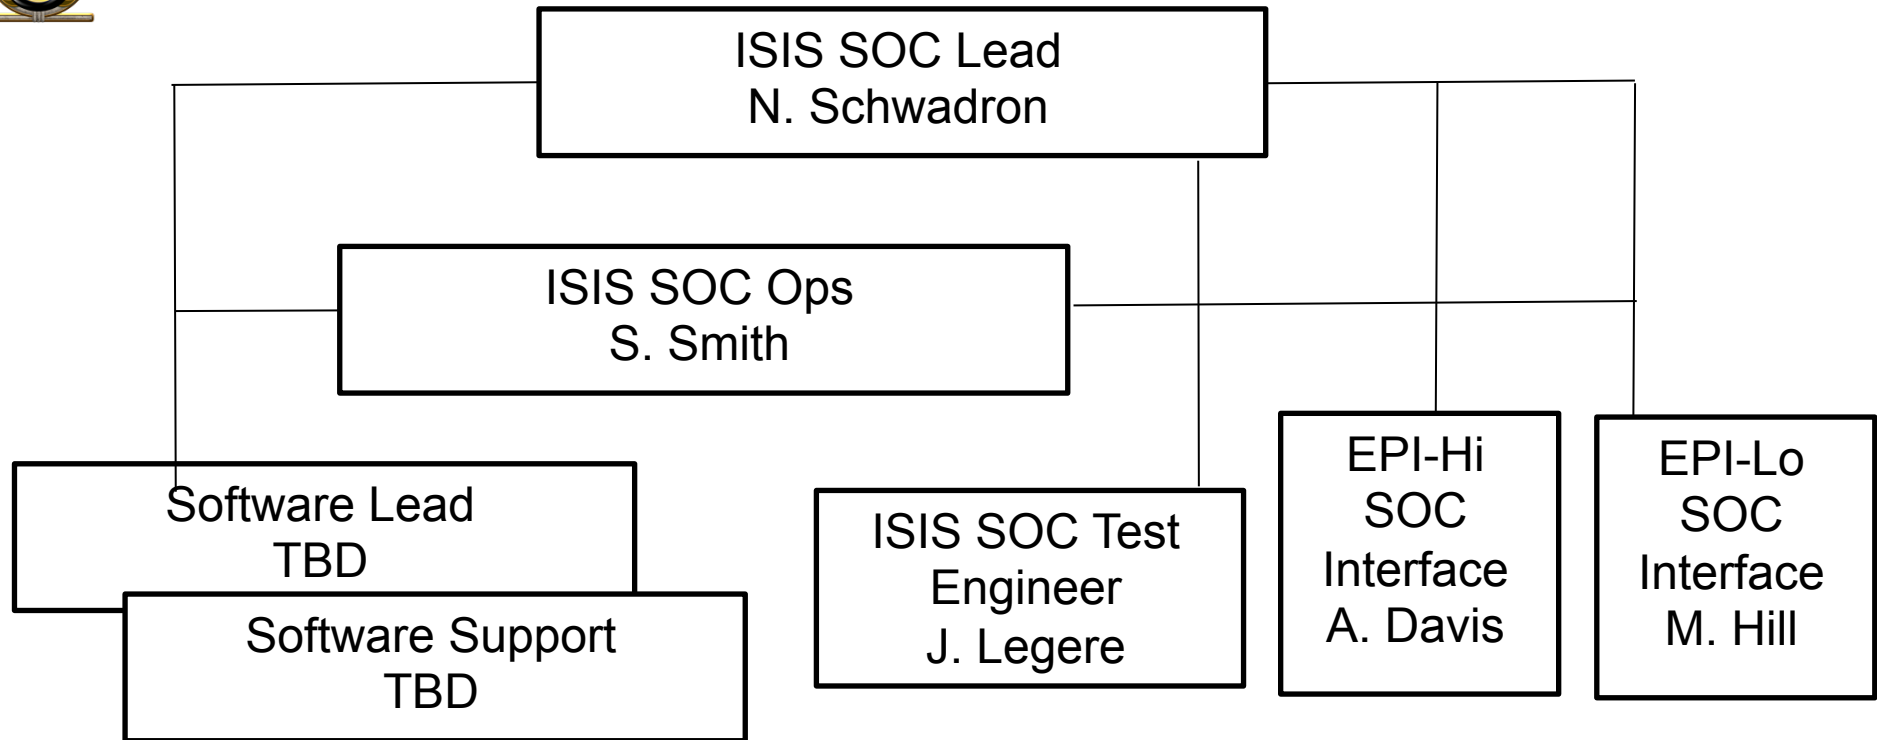 ISIS SOC Lead
N. Schwadron
ISIS SOC Ops
S. Smith
Software Lead
TBD
Software Support
TBD
ISIS SOC Test
Engineer
J. Legere
EPI-Hi
SOC
Interface
A. Davis
EPI-Lo
SOC
Interface
M. Hill